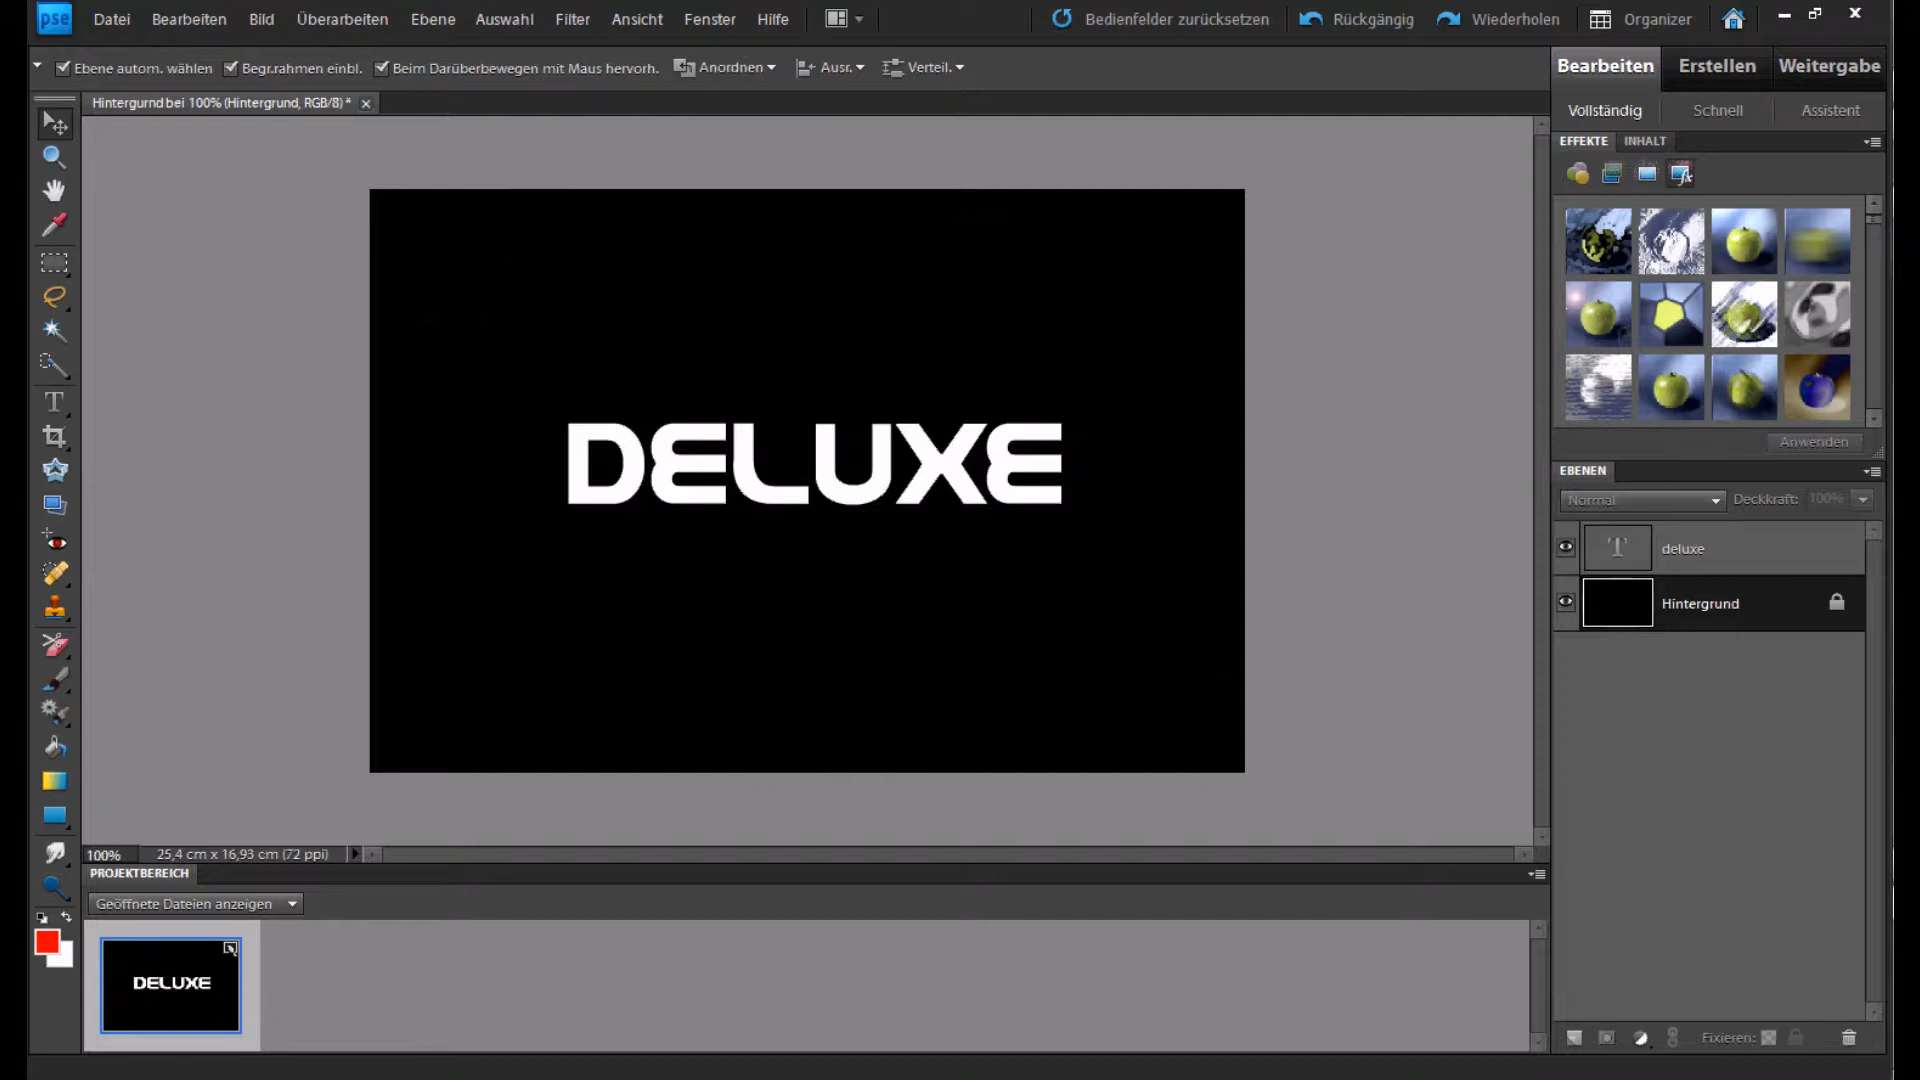 pse Datei Bearbeiten Bild Überarbeiten Ebene Auswahl Filter Ansicht Fenster Hilfe Bedienfelder zurücksetzen Rückgängig Wiederholen Organizer
Ebene autom. wählen Begr.rahmen einbl. Beim Darüberbewegen mit Maus hervorh. Anordnen Ausr. Verteil.
Bearbeiten Erstellen Weitergabe
Hintergurnd bei 100% (Hintergrund, RGB/8) *
Vollständig Schnell Assistent
EFFEKTE INHALT
Anwenden
DELUXE
EBENEN
Normal Deckkraft: 100%
deluxe
Hintergrund
100% 25,4 cm x 16,93 cm (72 ppi)
PROJEKTBEREICH
Geöffnete Dateien anzeigen
DELUXE
Fixieren: